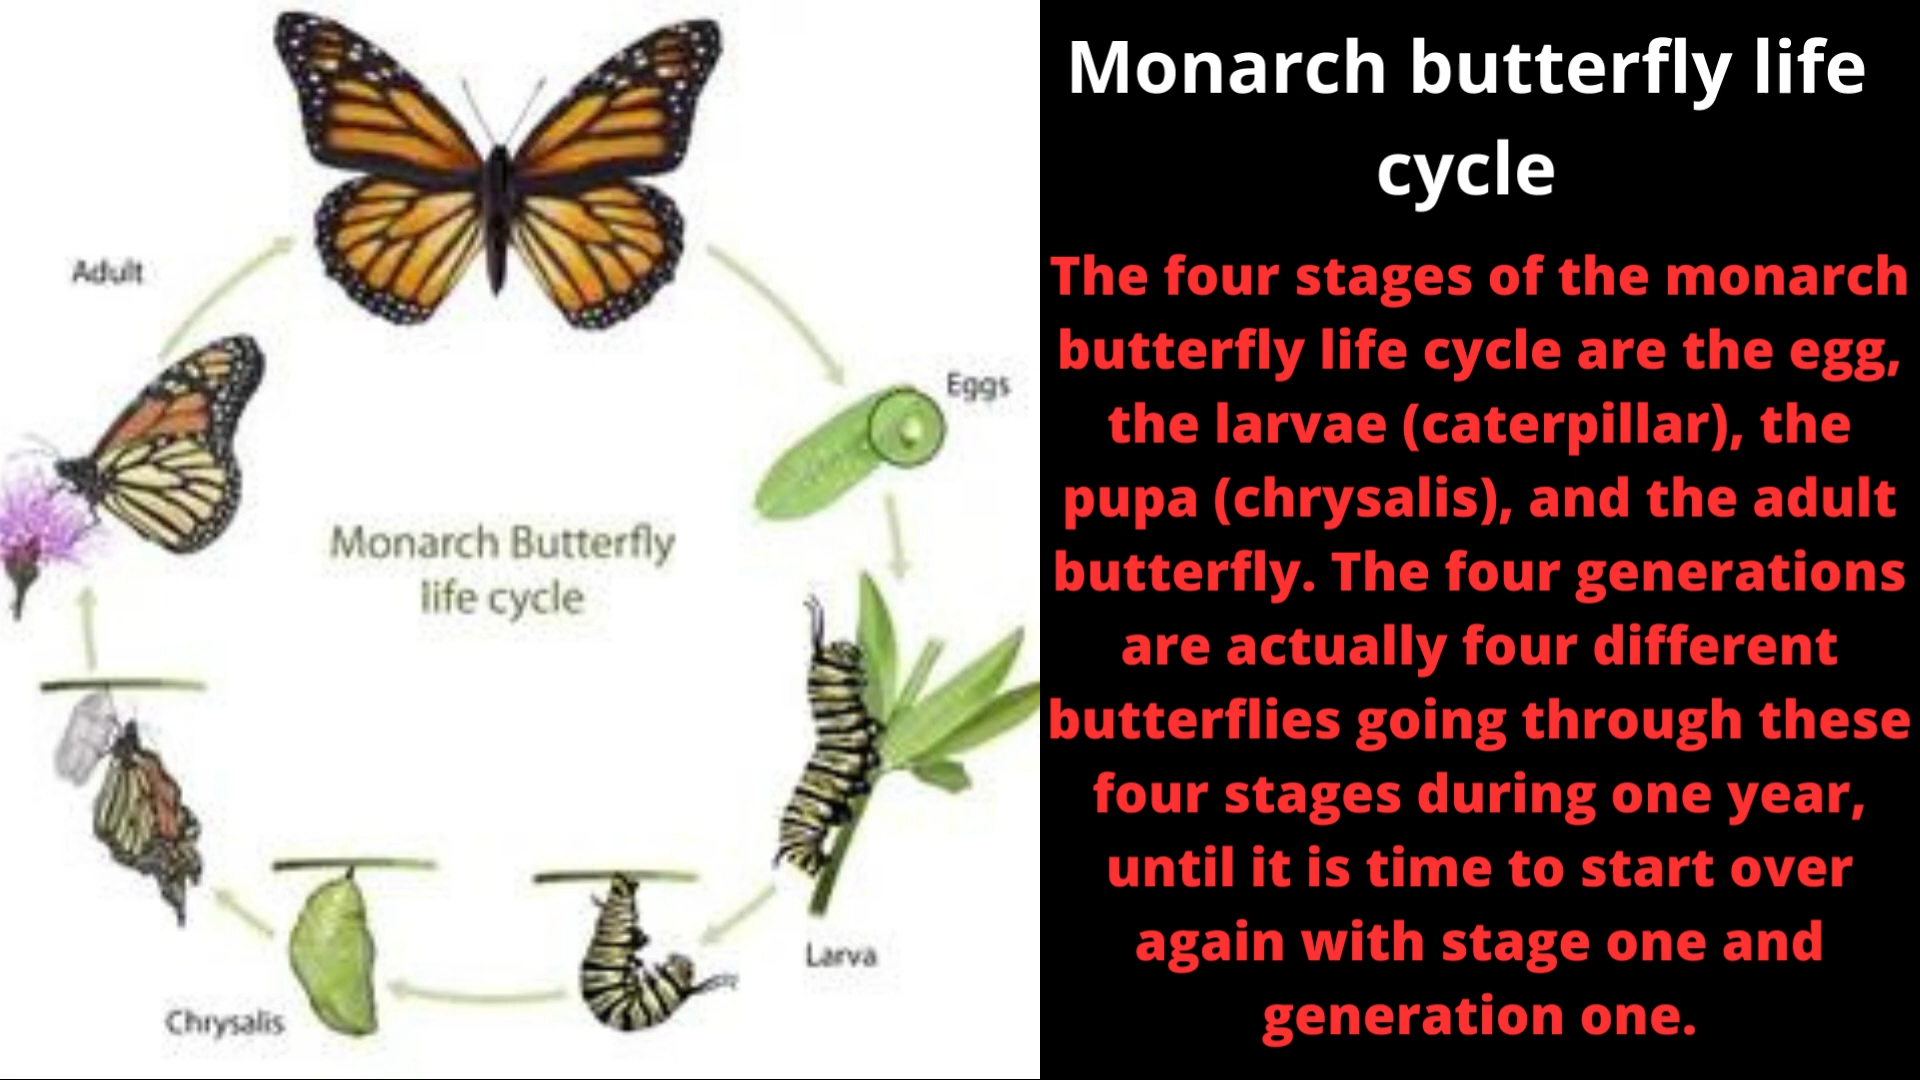 Adult
Eggs
Monarch Butterfly
life cycle
Larva
Chrysalis
Monarch butterfly life
cycle
The four stages of the monarch
butterfly life cycle are the egg,
the larvae (caterpillar), the
pupa (chrysalis), and the adult
butterfly. The four generations
are actually four different
butterflies going through these
four stages during one year,
until it is time to start over
again with stage one and
generation one.